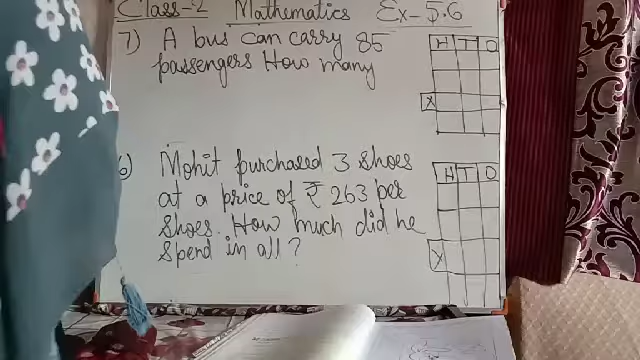 Class-2 Mathematics Ex-5.6
7) A bus can carry 85
passengers How many
H T O
X
6) Mohit purchased 3 shoes
at a price of ₹ 263 per
shoes. How much did he
spend in all?
H T O
X